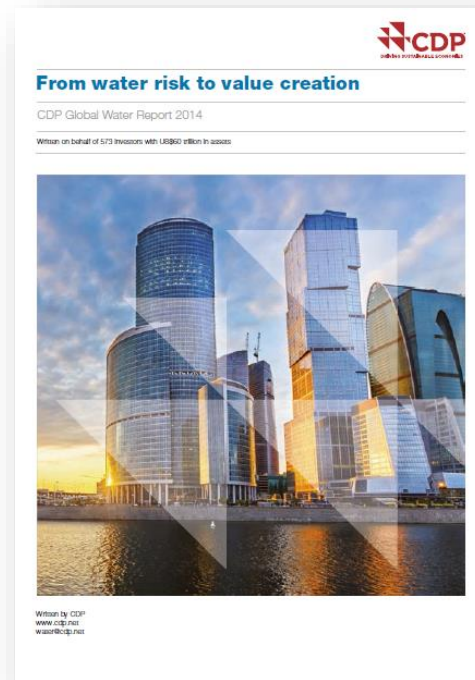 CDP
DRIVING SUSTAINABLE ECONOMIES
From water risk to value creation
CDP Global Water Report 2014
Written on behalf of 573 investors with US$60 trillion in assets
Written by CDP
www.cdp.net
water@cdp.net